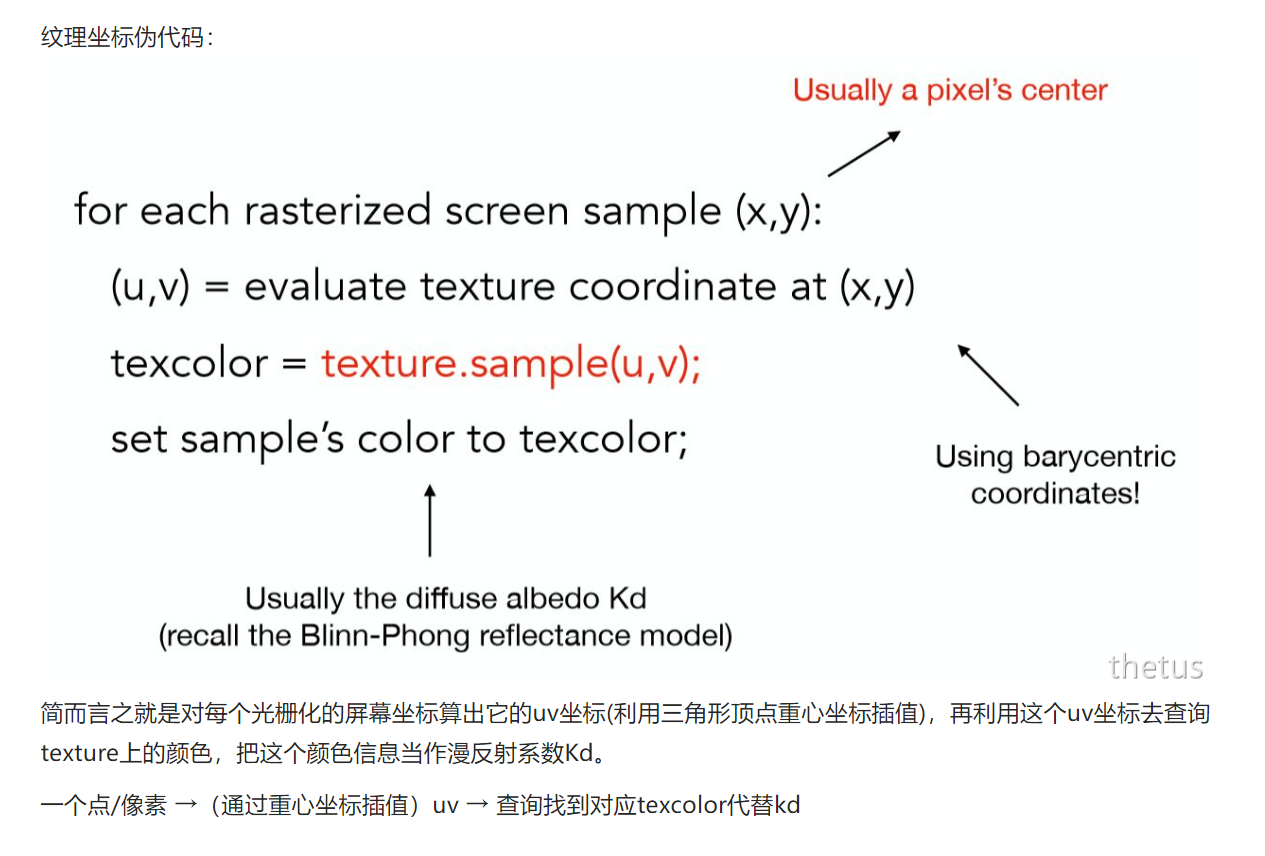 纹理坐标伪代码：
Usually a pixel's center
for each rasterized screen sample (x,y):
(u,v) = evaluate texture coordinate at (x,y)
texcolor = texture.sample(u,v);
set sample's color to texcolor;
Using barycentric
coordinates!
Usually the diffuse albedo Kd
(recall the Blinn-Phong reflectance model)
thetus
简而言之就是对每个光栅化的屏幕坐标算出它的uv坐标(利用三角形顶点重心坐标插值)，再利用这个uv坐标去查询
texture上的颜色，把这个颜色信息当作漫反射系数Kd。
一个点/像素 → （通过重心坐标插值）uv → 查询找到对应texcolor代替kd